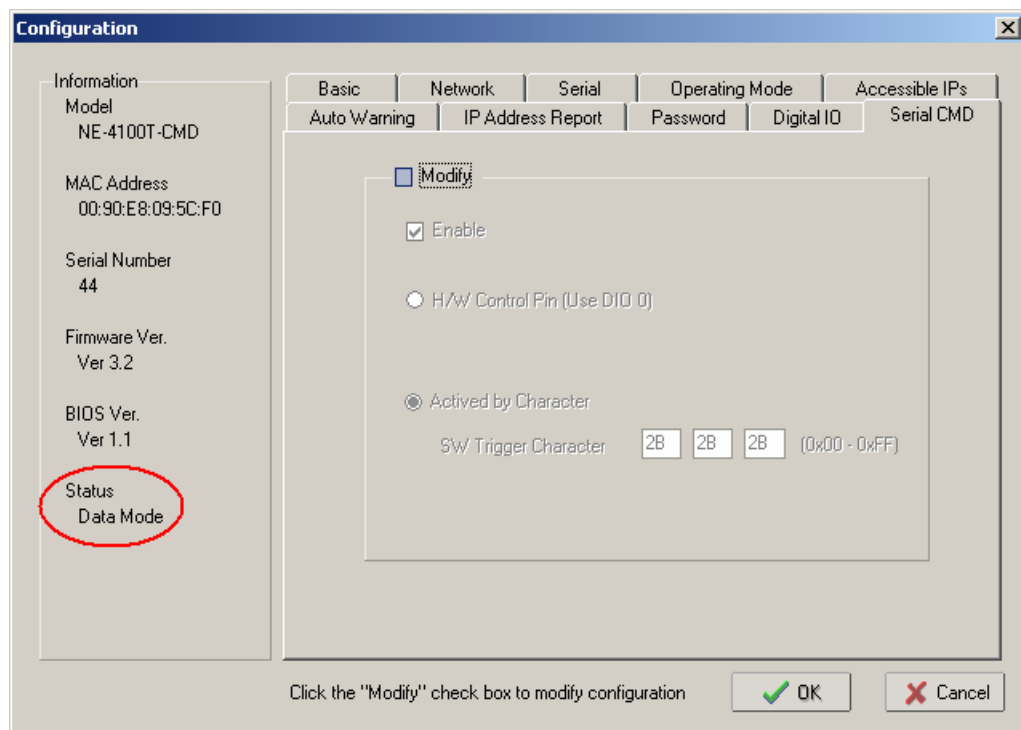 Configuration
Information
Model
NE-4100T-CMD
MAC Address
00:90:E8:09:5C:F0
Serial Number
44
Firmware Ver.
Ver 3.2
BIOS Ver.
Ver 1.1
Status
Data Mode
Basic Network Serial Operating Mode Accessible IPs
Auto Warning IP Address Report Password Digital IO Serial CMD
Modify
Enable
H/W Control Pin (Use DIO 0)
Actived by Character
SW Trigger Character 2B 2B 2B (0x00 - 0xFF)
Click the "Modify" check box to modify configuration OK Cancel